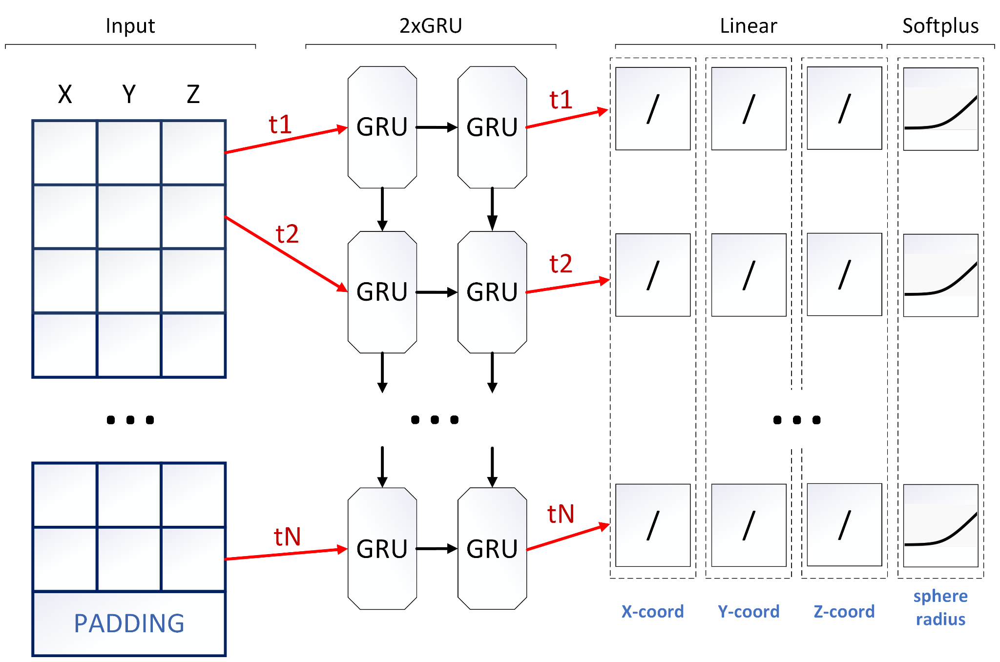 Input
2xGRU
Linear
Softplus
X Y Z
t1
t1
GRU
GRU
t2
t2
GRU
GRU
tN
tN
GRU
GRU
PADDING
X-coord
Y-coord
Z-coord
sphere
radius